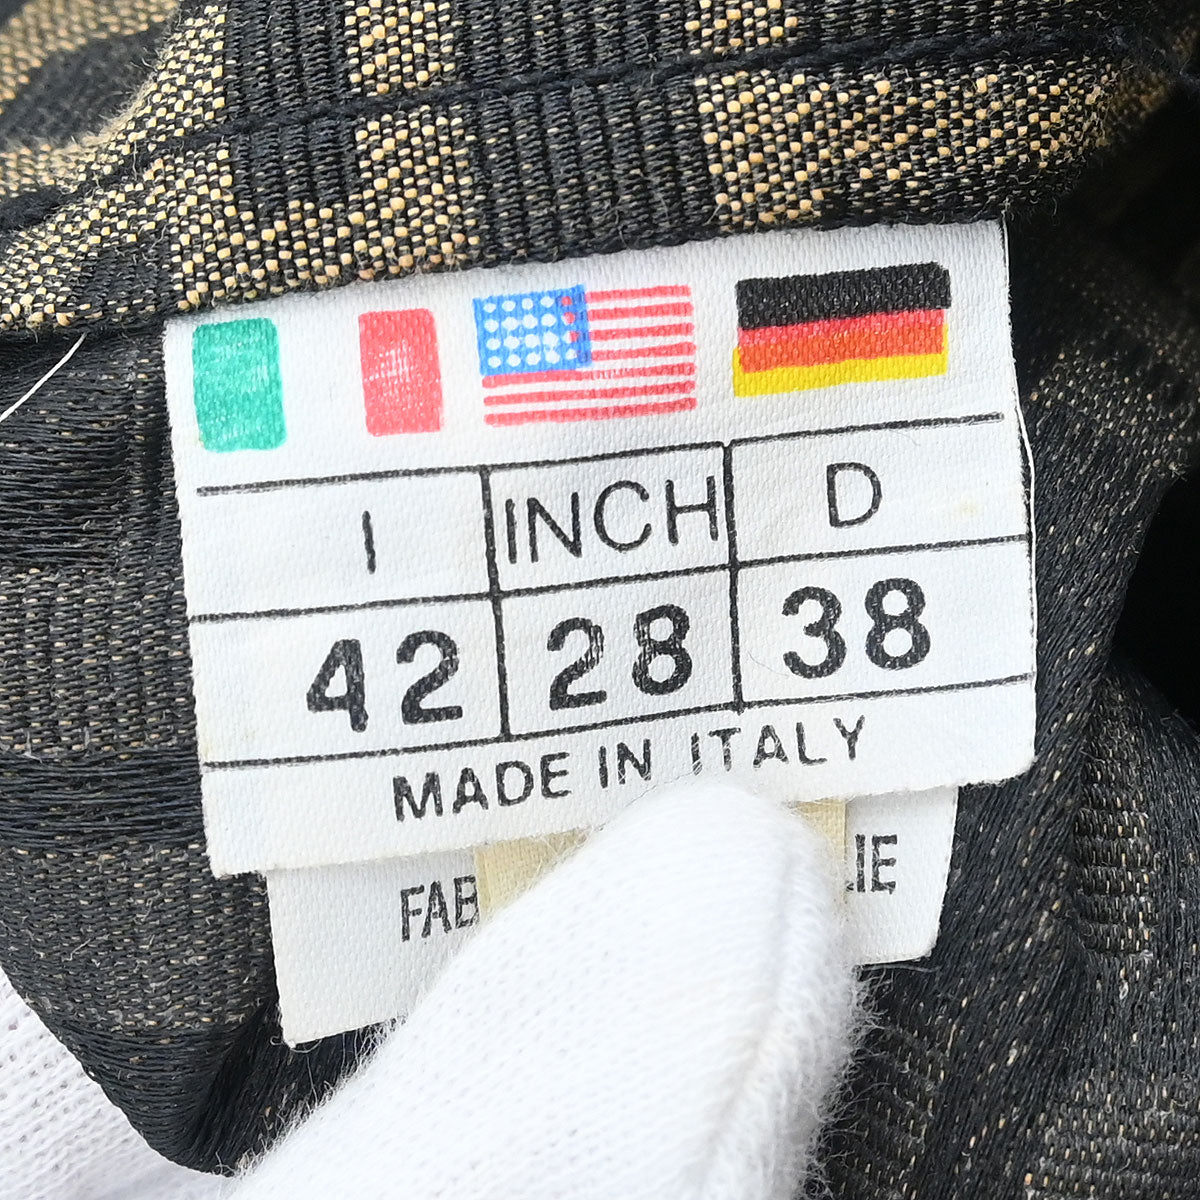 I INCH D
42 28 38
MADE IN ITALY